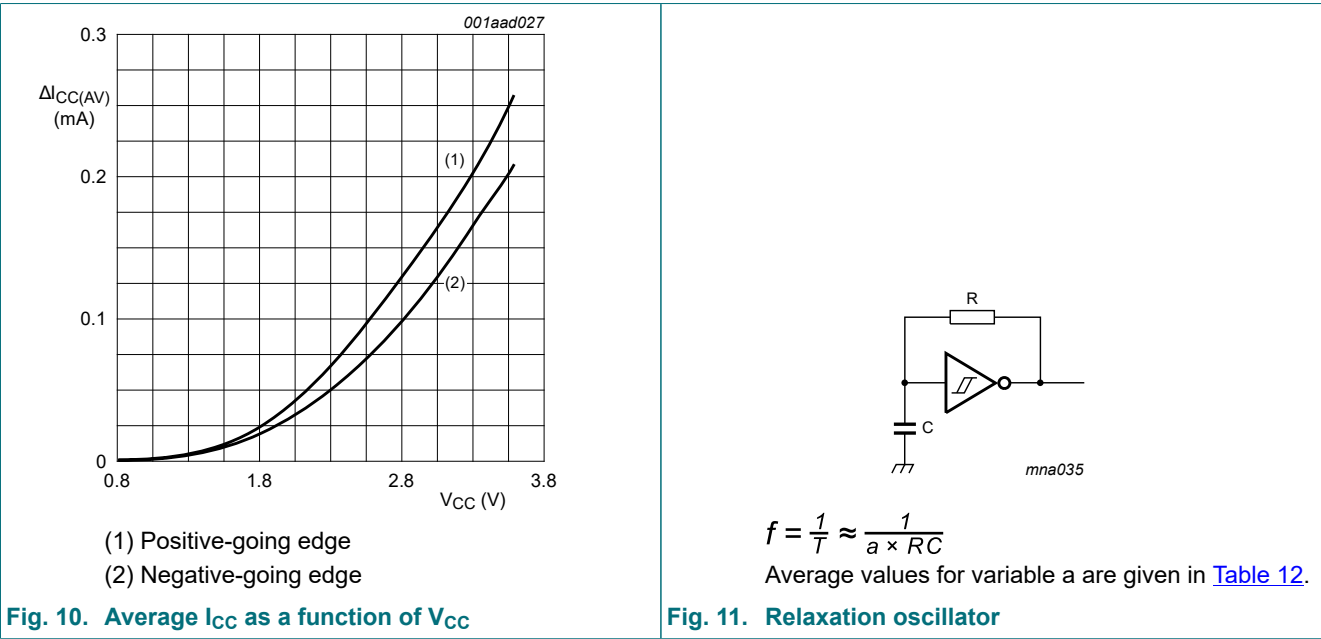 001aad027
0.3
ΔICC(AV)
(mA)
(1)
0.2
(2)
0.1
0
0.8 1.8 2.8 3.8
VCC (V)
(1) Positive-going edge
(2) Negative-going edge
Fig. 10. Average ICC as a function of VCC
R
C
mna035
f = 1/T ≈ 1/(a × RC)
Average values for variable a are given in Table 12.
Fig. 11. Relaxation oscillator